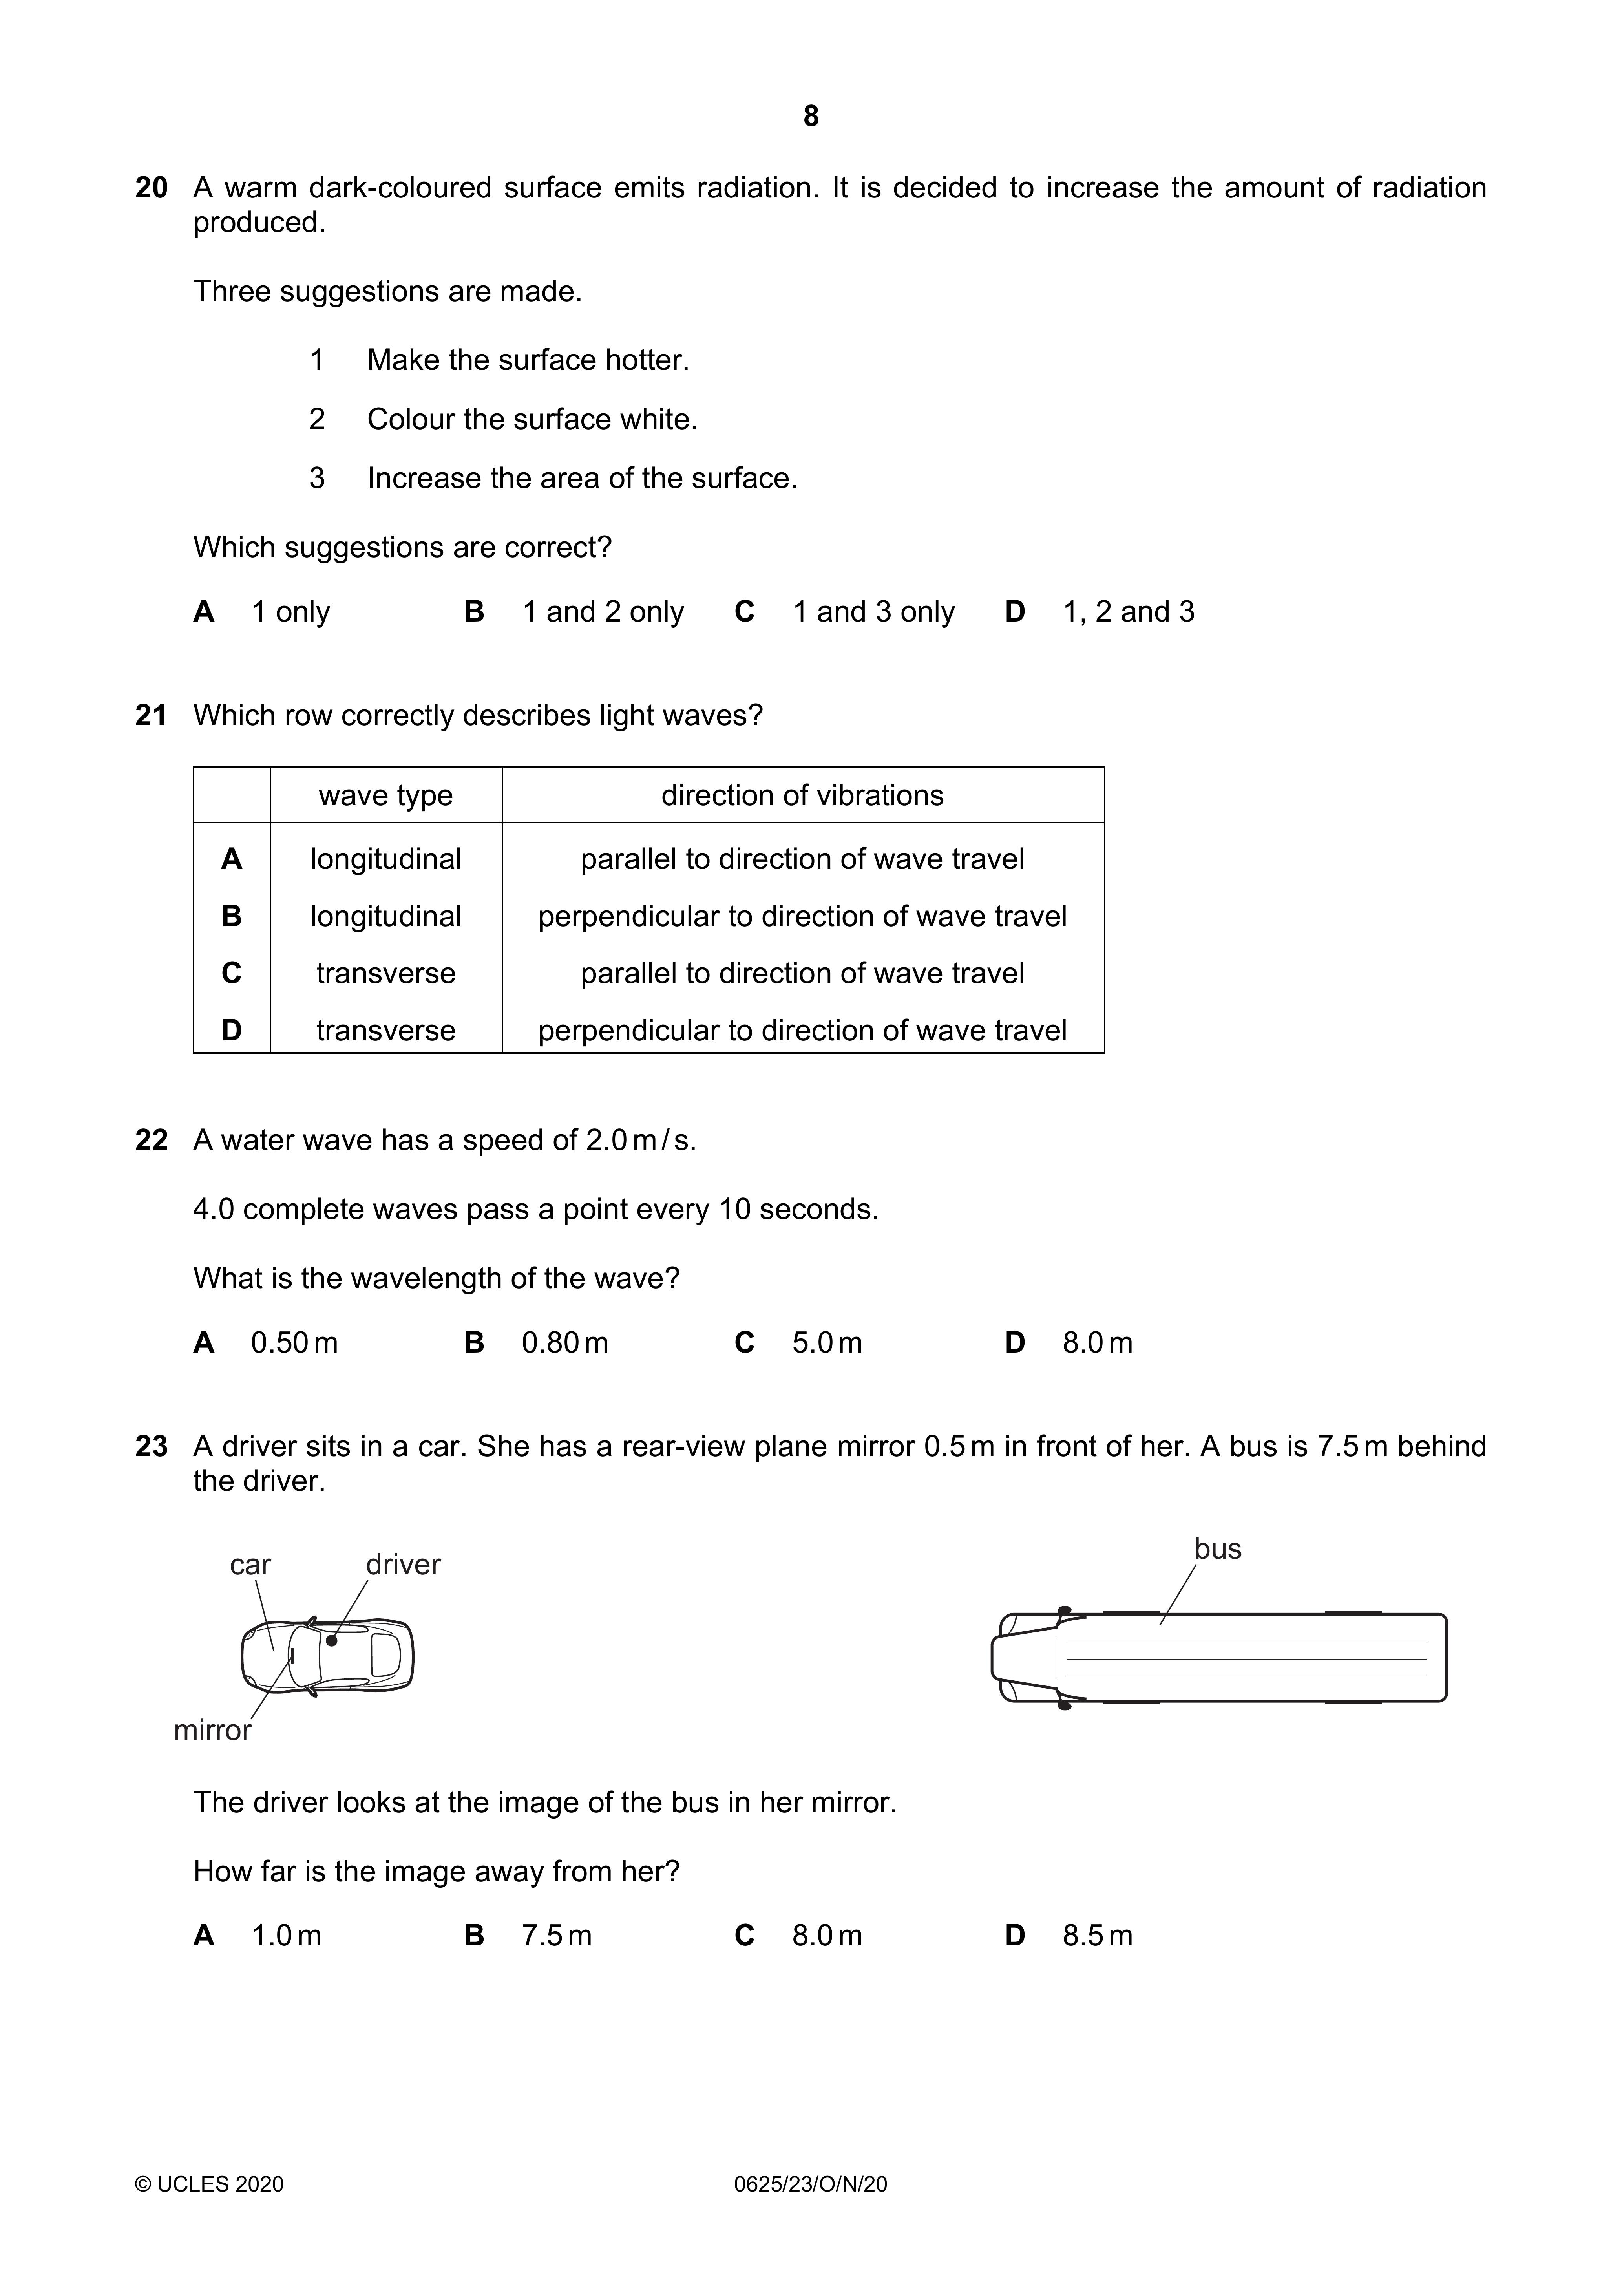 8
20 A warm dark-coloured surface emits radiation. It is decided to increase the amount of radiation
produced.
Three suggestions are made.
1 Make the surface hotter.
2 Colour the surface white.
3 Increase the area of the surface.
Which suggestions are correct?
A 1 only B 1 and 2 only C 1 and 3 only D 1, 2 and 3
21 Which row correctly describes light waves?
wave type direction of vibrations
A longitudinal parallel to direction of wave travel
B longitudinal perpendicular to direction of wave travel
C transverse parallel to direction of wave travel
D transverse perpendicular to direction of wave travel
22 A water wave has a speed of 2.0 m / s.
4.0 complete waves pass a point every 10 seconds.
What is the wavelength of the wave?
A 0.50 m B 0.80 m C 5.0 m D 8.0 m
23 A driver sits in a car. She has a rear-view plane mirror 0.5 m in front of her. A bus is 7.5 m behind
the driver.
bus
car driver
mirror
The driver looks at the image of the bus in her mirror.
How far is the image away from her?
A 1.0 m B 7.5 m C 8.0 m D 8.5 m
© UCLES 2020 0625/23/O/N/20